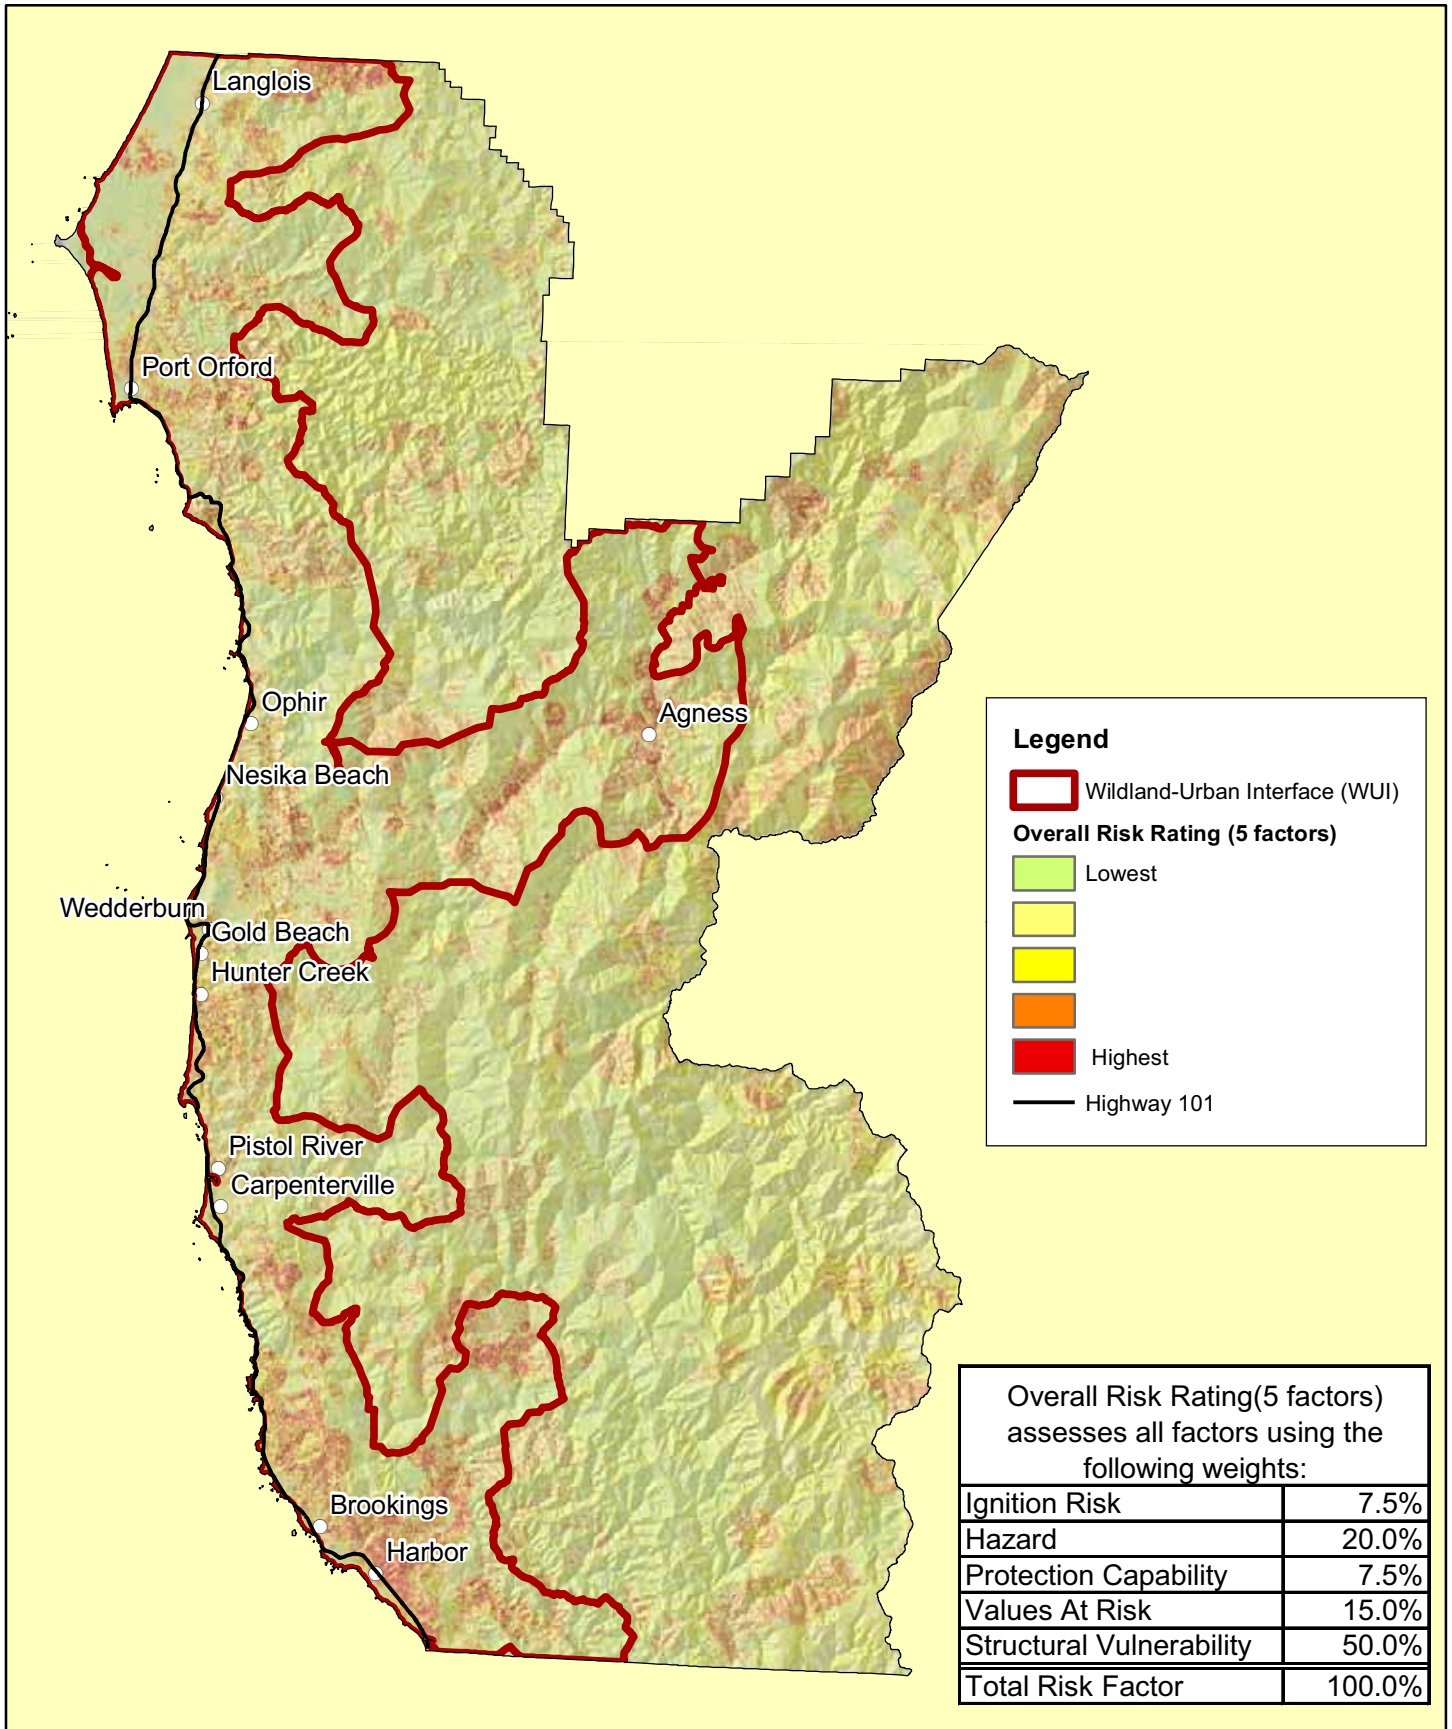 Langlois
Port Orford
Ophir
Agness
Nesika Beach
Wedderburn
Gold Beach
Hunter Creek
Pistol River
Carpenterville
Brookings
Harbor
Legend
Wildland-Urban Interface (WUI)
Overall Risk Rating (5 factors)
Lowest
Highest
Highway 101
Overall Risk Rating(5 factors)
assesses all factors using the
following weights:
Ignition Risk 7.5%
Hazard 20.0%
Protection Capability 7.5%
Values At Risk 15.0%
Structural Vulnerability 50.0%
Total Risk Factor 100.0%